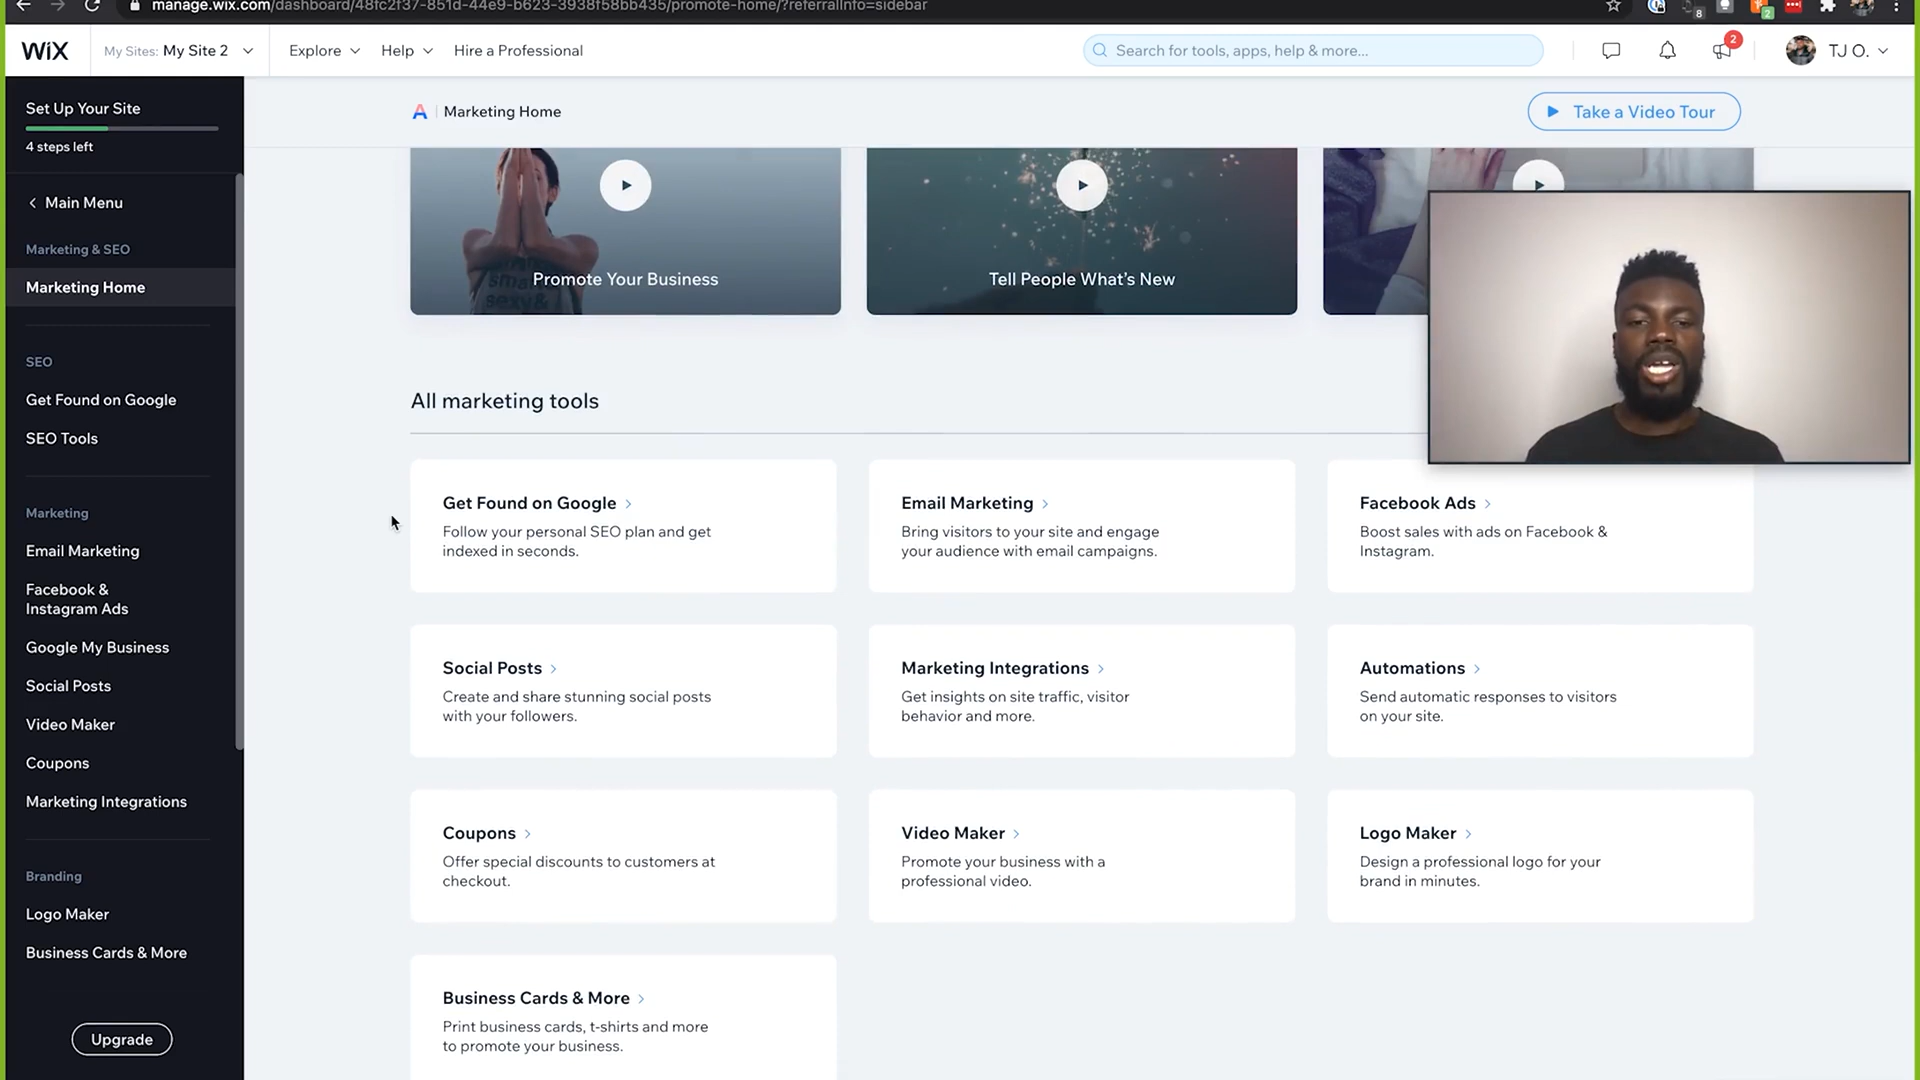 manage.wix.com/dashboard/48fc2f37-851d-44e9-b623-3938f58bb435/promote-home/?referralInfo=sidebar
8
2
WiX
My Sites: My Site 2
Explore
Help
Hire a Professional
Search for tools, apps, help & more...
2
TJ O.
Set Up Your Site
4 steps left
Main Menu
Marketing & SEO
Marketing Home
SEO
Get Found on Google
SEO Tools
Marketing
Email Marketing
Facebook &
Instagram Ads
Google My Business
Social Posts
Video Maker
Coupons
Marketing Integrations
Branding
Logo Maker
Business Cards & More
Upgrade
A
Marketing Home
Take a Video Tour
Promote Your Business
Tell People What's New
All marketing tools
Get Found on Google
Follow your personal SEO plan and get
indexed in seconds.
Email Marketing
Bring visitors to your site and engage
your audience with email campaigns.
Facebook Ads
Boost sales with ads on Facebook &
Instagram.
Social Posts
Create and share stunning social posts
with your followers.
Marketing Integrations
Get insights on site traffic, visitor
behavior and more.
Automations
Send automatic responses to visitors
on your site.
Coupons
Offer special discounts to customers at
checkout.
Video Maker
Promote your business with a
professional video.
Logo Maker
Design a professional logo for your
brand in minutes.
Business Cards & More
Print business cards, t-shirts and more
to promote your business.